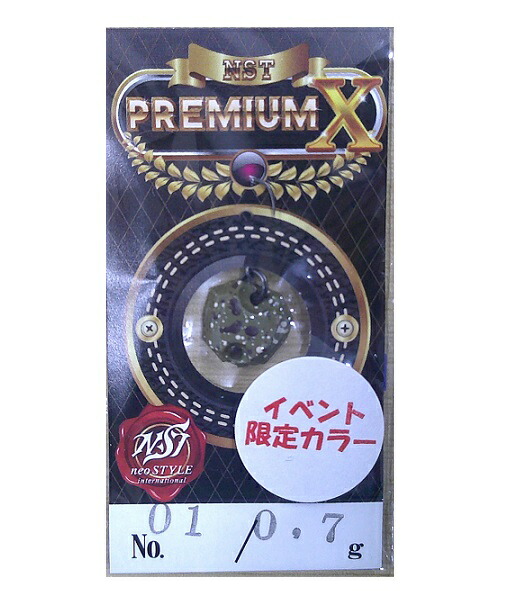 NST
PREMIUM X
イベント
限定カラー
NST
neo STYLE
international
No. 01 / 0.7 g